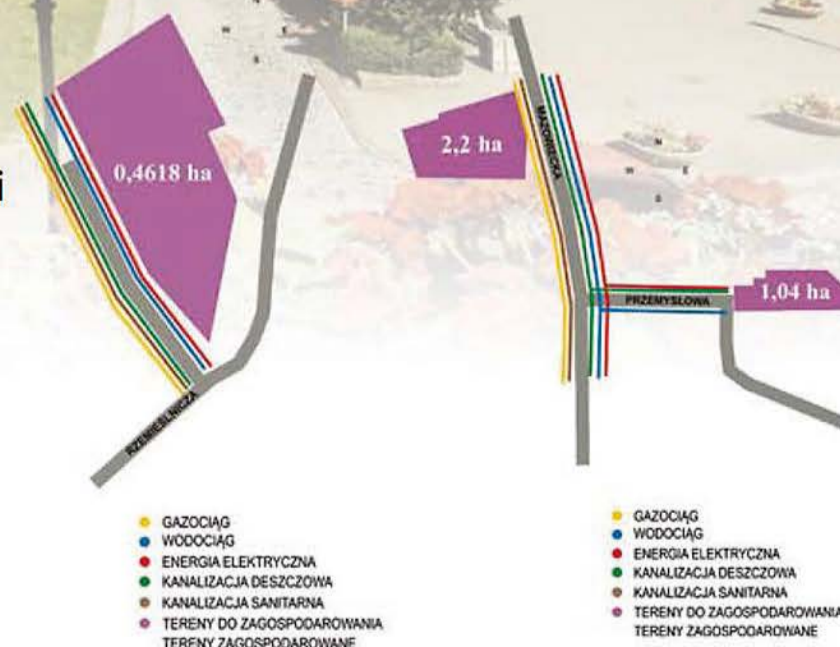 i
N
W E
S
0,4618 ha
RZEMIEŚLNICZA
GAZOCIĄG
WODOCIĄG
ENERGIA ELEKTRYCZNA
KANALIZACJA DESZCZOWA
KANALIZACJA SANITARNA
TERENY DO ZAGOSPODAROWANIA
TERENY ZAGOSPODAROWANE
2,2 ha
MAZOWIECKA
N
W E
S
PRZEMYSŁOWA
1,04 ha
GAZOCIĄG
WODOCIĄG
ENERGIA ELEKTRYCZNA
KANALIZACJA DESZCZOWA
KANALIZACJA SANITARNA
TERENY DO ZAGOSPODAROWANIA
TERENY ZAGOSPODAROWANE